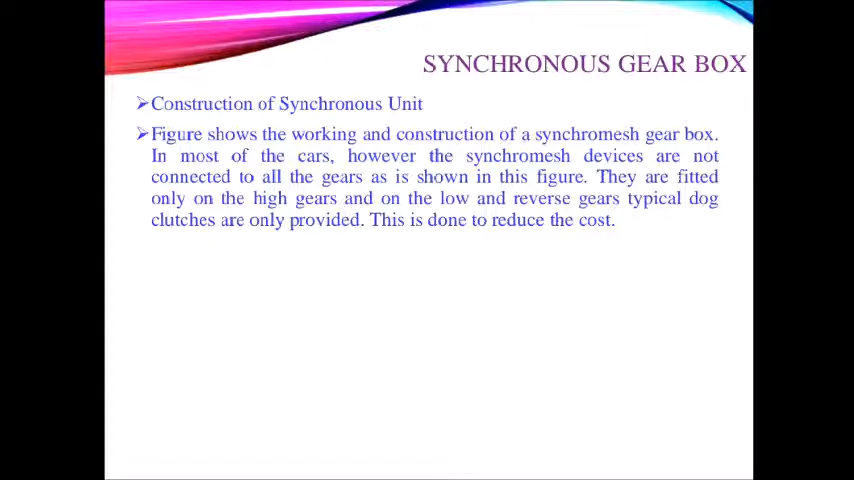 SYNCHRONOUS GEAR BOX
➢Construction of Synchronous Unit
➢Figure shows the working and construction of a synchromesh gear box.
In most of the cars, however the synchromesh devices are not
connected to all the gears as is shown in this figure. They are fitted
only on the high gears and on the low and reverse gears typical dog
clutches are only provided. This is done to reduce the cost.